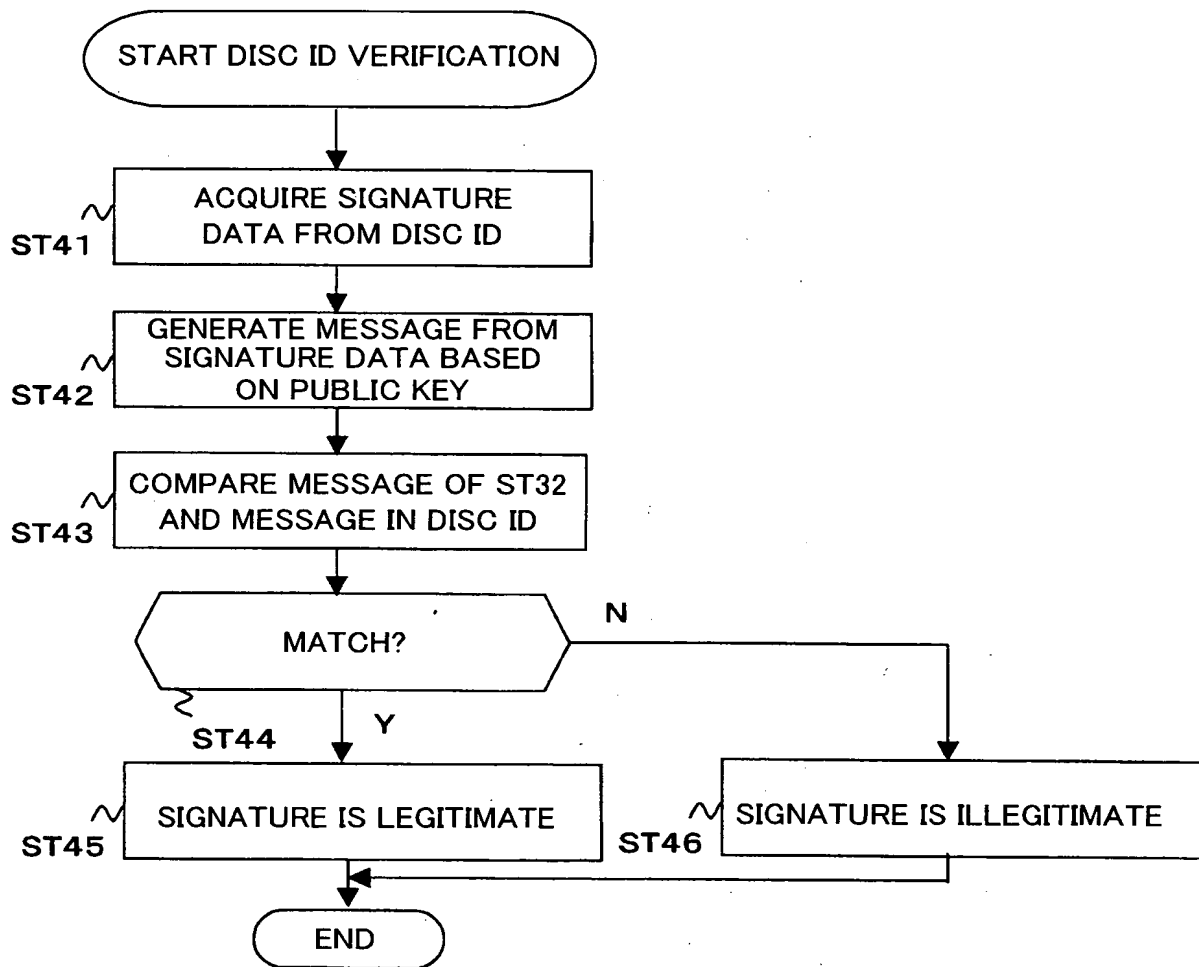 START DISC ID VERIFICATION
ACQUIRE SIGNATURE
DATA FROM DISC ID
ST41
GENERATE MESSAGE FROM
SIGNATURE DATA BASED
ON PUBLIC KEY
ST42
COMPARE MESSAGE OF ST32
AND MESSAGE IN DISC ID
ST43
MATCH?
N
ST44
Y
SIGNATURE IS LEGITIMATE
ST45
SIGNATURE IS ILLEGITIMATE
ST46
END